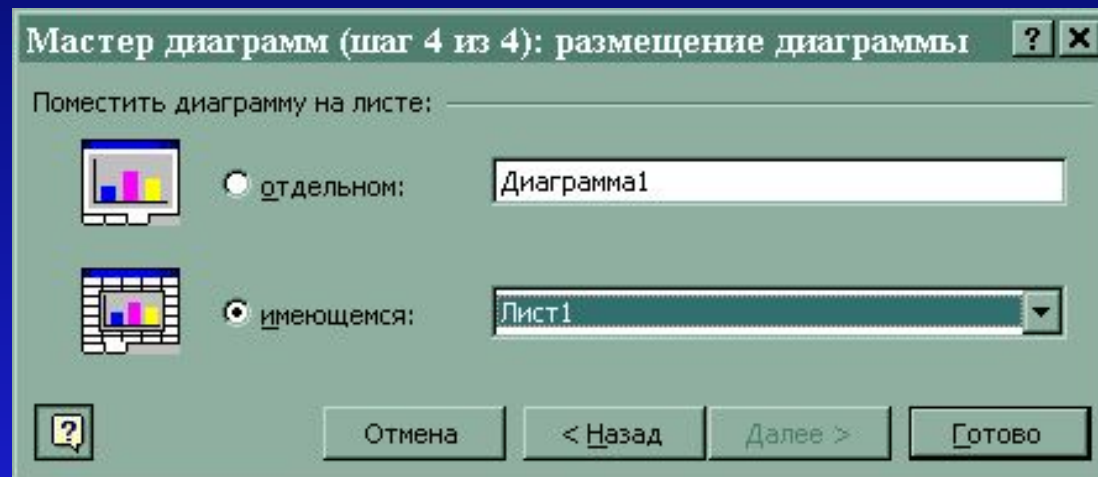 Мастер диаграмм (шаг 4 из 4): размещение диаграммы
Поместить диаграмму на листе:
отдельном: Диаграмма1
имеющемся: Лист1
Отмена < Назад Далее > Готово